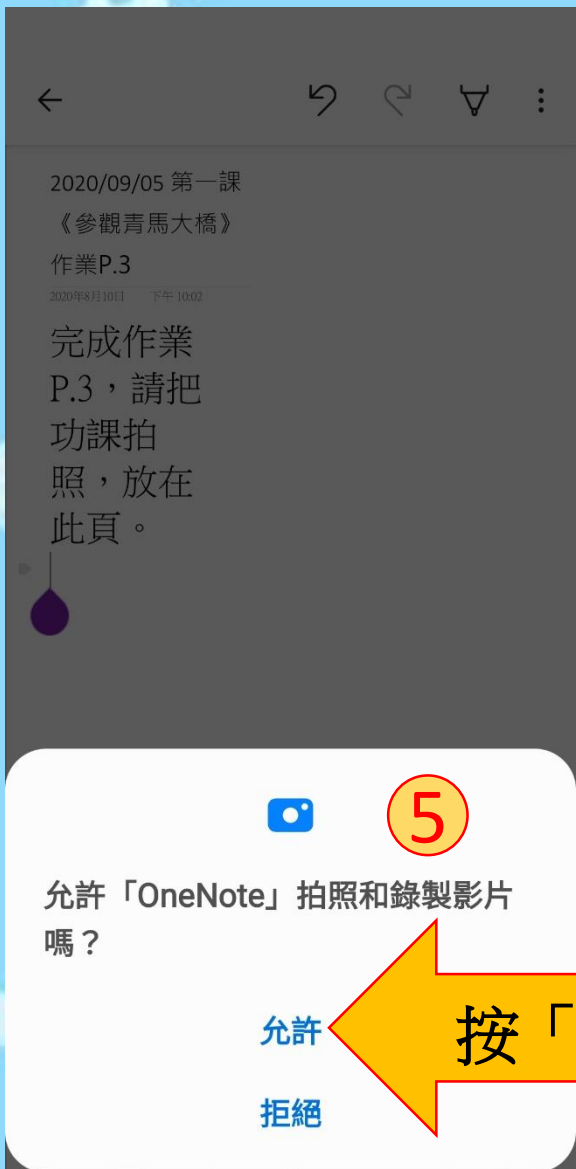 2020/09/05 第一課
《參觀青馬大橋》
作業P.3
2020年8月10日 下午 10:02
完成作業
P.3，請把
功課拍
照，放在
此頁。
5
允許「OneNote」拍照和錄製影片
嗎？
允許
按「
拒絕